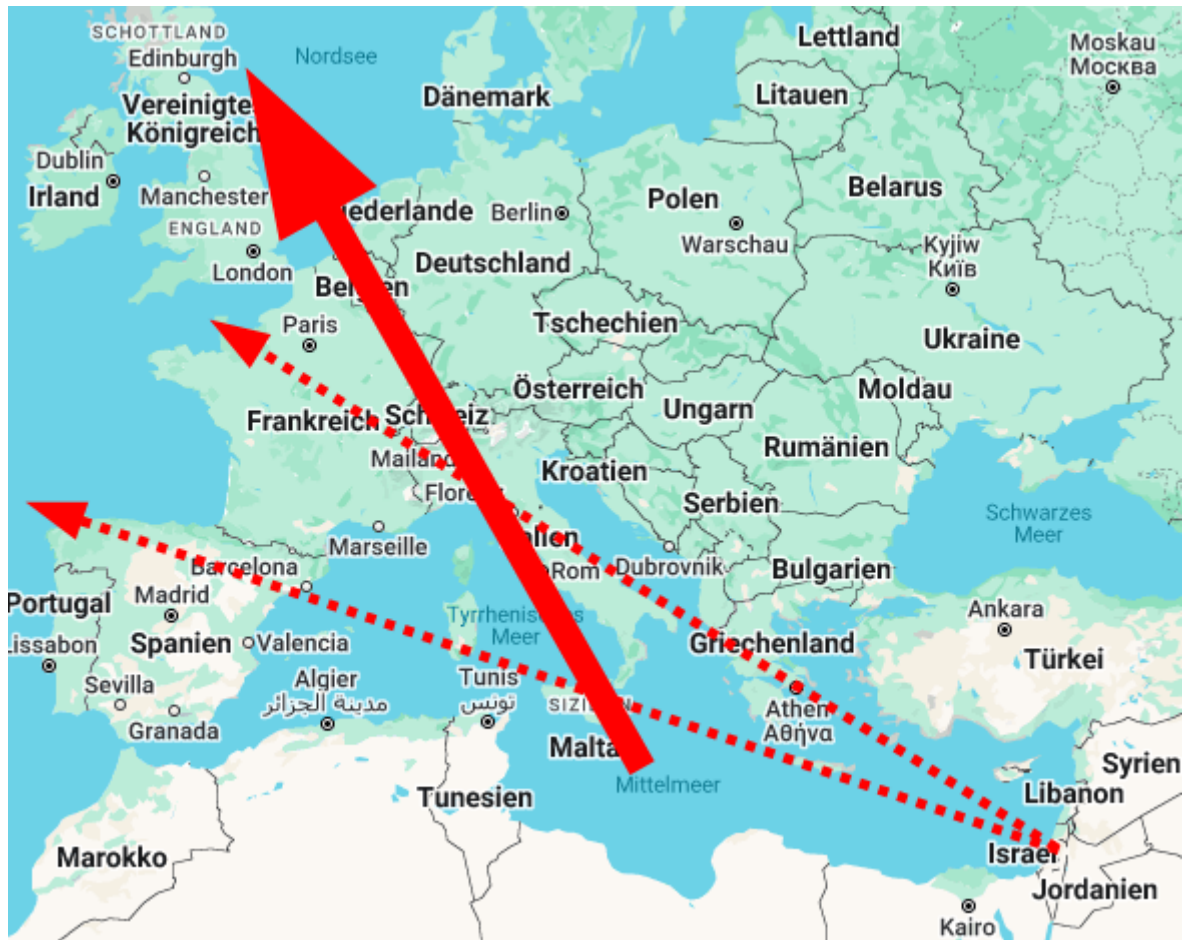 SCHOTTLAND
Edinburgh
Nordsee
Lettland
Moskau
Москва
Dänemark
Litauen
Vereinigtes
Königreich
Dublin
Irland
Manchester
Belarus
Polen
Berlin
ENGLAND
London
Warschau
Kyjiw
Київ
Deutschland
Paris
Tschechien
Ukraine
Österreich
Moldau
Frankreich
Ungarn
Rumänien
Mailand
Kroatien
Serbien
Schwarzes
Meer
Marseille
Barcelona
Rom
Dubrovnik
Bulgarien
Portugal
Madrid
Tyrrhenisches
Meer
Ankara
Lissabon
Spanien
Valencia
Griechenland
Türkei
Sevilla
Algier
مدينة الجزائر
Tunis
تونس
Granada
Athen
Αθήνα
Malta
Mittelmeer
Syrien
Libanon
Tunesien
Marokko
Israel
Jordanien
Kairo